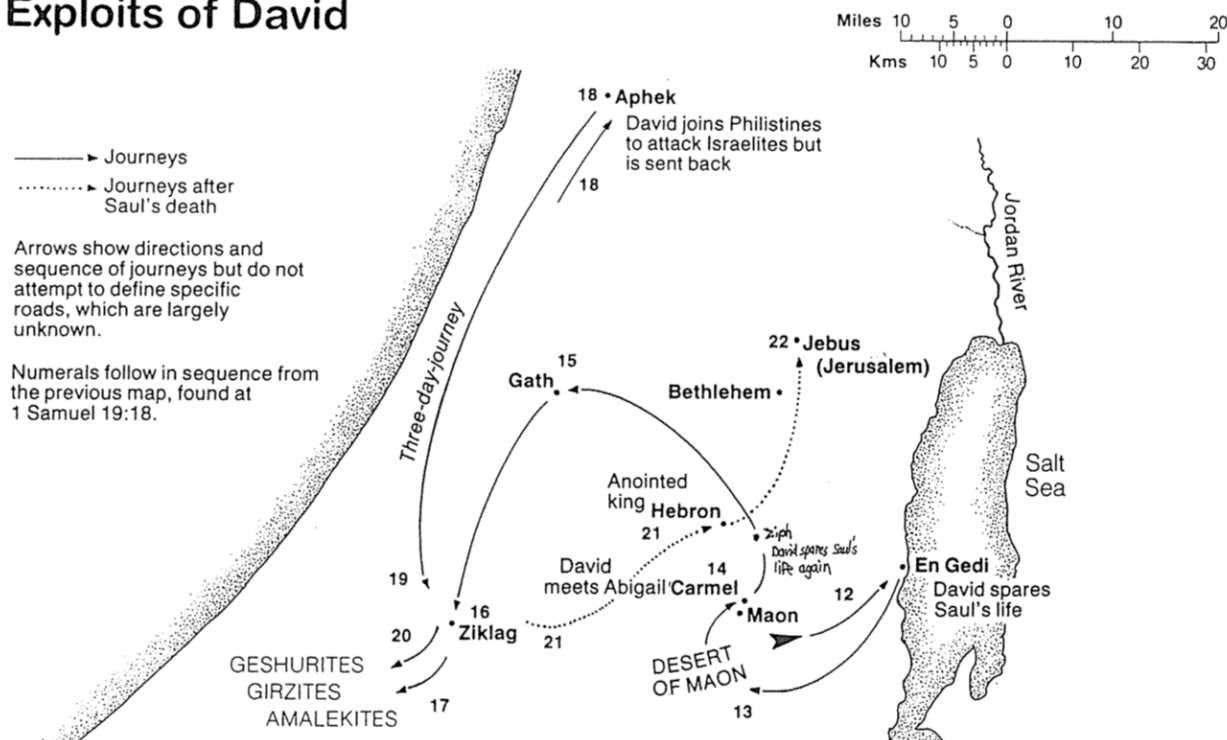 Exploits of David
Miles 10 5 0 10 20
Kms 10 5 0 10 20 30
Journeys
Journeys after
Saul's death
Arrows show directions and
sequence of journeys but do not
attempt to define specific
roads, which are largely
unknown.
Numerals follow in sequence from
the previous map, found at
1 Samuel 19:18.
18 Aphek
David joins Philistines
to attack Israelites but
is sent back
18
Jordan River
Three-day-journey
22 Jebus
(Jerusalem)
15
Gath
Bethlehem
Salt
Sea
Anointed
king Hebron
21
Ziph
David spares Saul's
life again
David
meets Abigail
14
Carmel
Maon
12
En Gedi
David spares
Saul's life
19
16
Ziklag
20
21
GESHURITES
GIRZITES
AMALEKITES
17
DESERT
OF MAON
13